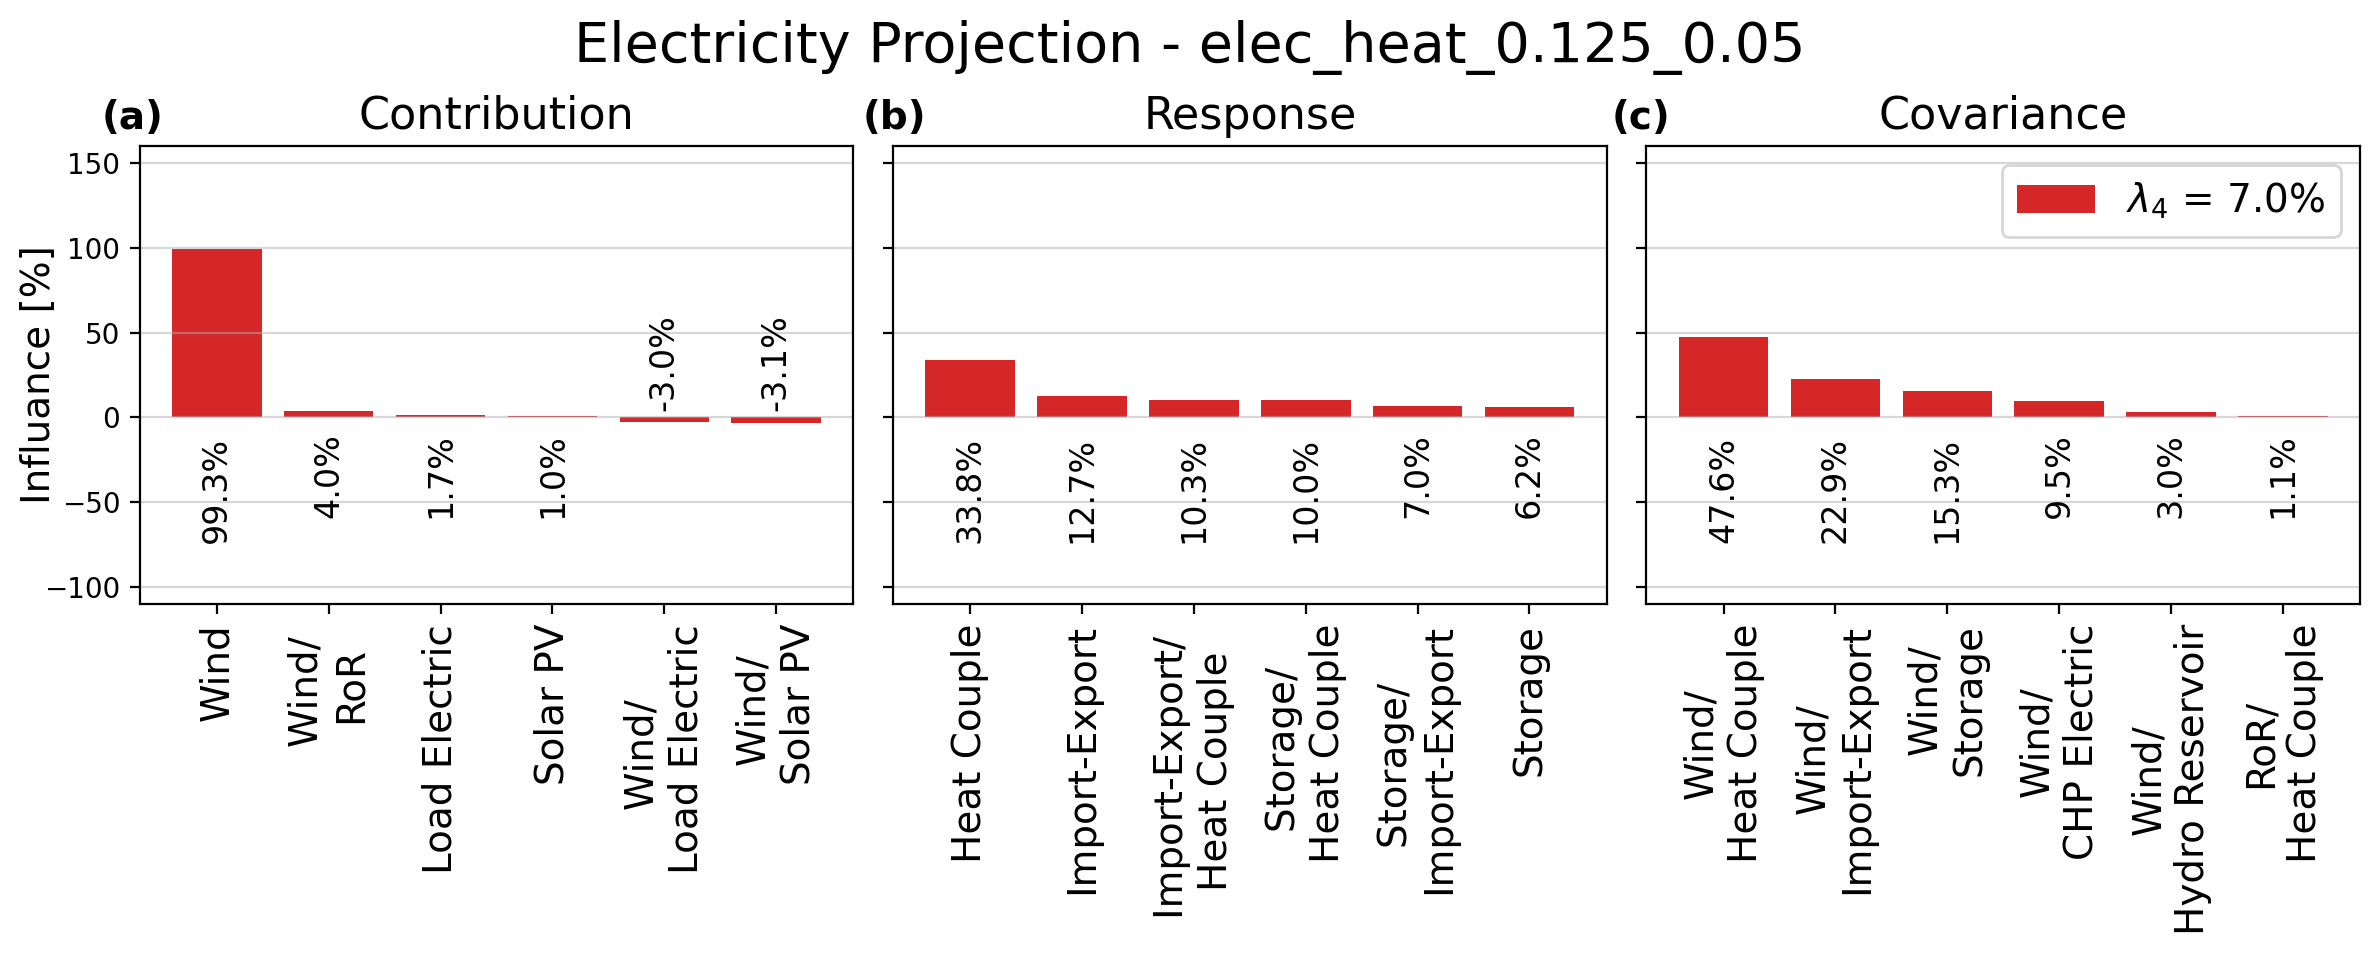 Electricity Projection - elec_heat_0.125_0.05
(a)
Contribution
(b)
Response
(c)
Covariance
Influance [%]
150
100
50
0
−50
−100
99.3%
4.0%
1.7%
1.0%
-3.0%
-3.1%
33.8%
12.7%
10.3%
10.0%
7.0%
6.2%
λ4 = 7.0%
47.6%
22.9%
15.3%
9.5%
3.0%
1.1%
Wind
Wind/
RoR
Load Electric
Solar PV
Wind/
Load Electric
Wind/
Solar PV
Heat Couple
Import-Export
Import-Export/
Heat Couple
Storage/
Heat Couple
Storage/
Import-Export
Storage
Wind/
Heat Couple
Wind/
Import-Export
Wind/
Storage
Wind/
CHP Electric
Wind/
Hydro Reservoir
RoR/
Heat Couple